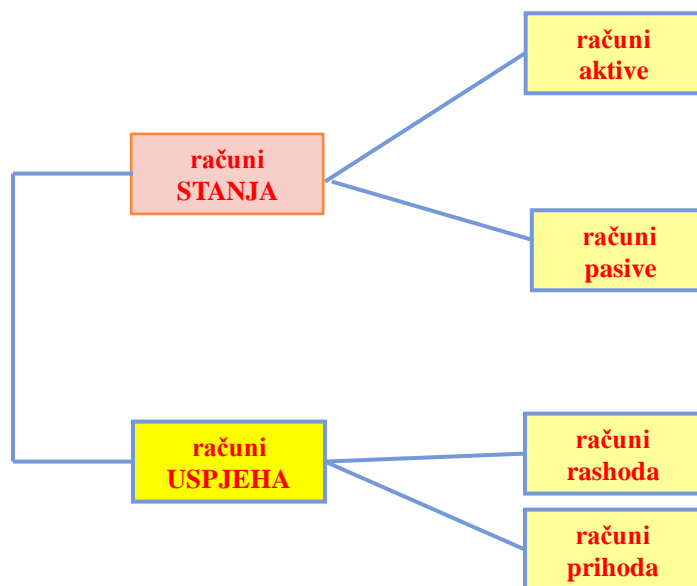 računi
aktive
računi
STANJA
računi
pasive
računi
USPJEHA
računi
rashoda
računi
prihoda